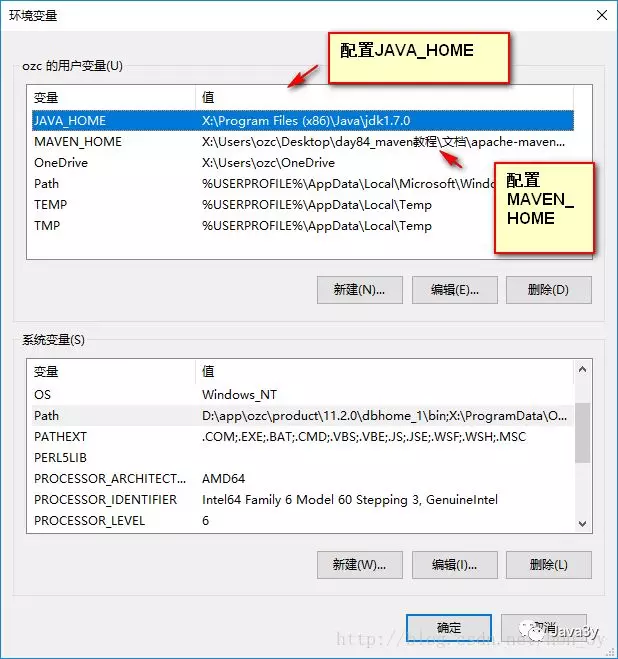 环境变量
配置JAVA_HOME
ozc 的用户变量(U)
变量 值
JAVA_HOME X:\Program Files (x86)\Java\jdk1.7.0
MAVEN_HOME X:\Users\ozc\Desktop\day84_maven教程\文档\apache-maven...
OneDrive X:\Users\ozc\OneDrive
Path %USERPROFILE%\AppData\Local\Microsoft\Windo
TEMP %USERPROFILE%\AppData\Local\Temp
TMP %USERPROFILE%\AppData\Local\Temp
配置
MAVEN_
HOME
新建(N)... 编辑(E)... 删除(D)
系统变量(S)
变量 值
OS Windows_NT
Path D:\app\ozc\product\11.2.0\dbhome_1\bin;X:\ProgramData\O...
PATHEXT .COM;.EXE;.BAT;.CMD;.VBS;.VBE;.JS;.JSE;.WSF;.WSH;.MSC
PERL5LIB
PROCESSOR_ARCHITECT... AMD64
PROCESSOR_IDENTIFIER Intel64 Family 6 Model 60 Stepping 3, GenuineIntel
PROCESSOR_LEVEL 6
新建(W)... 编辑(I)... 删除(L)
确定 取消
Java3y